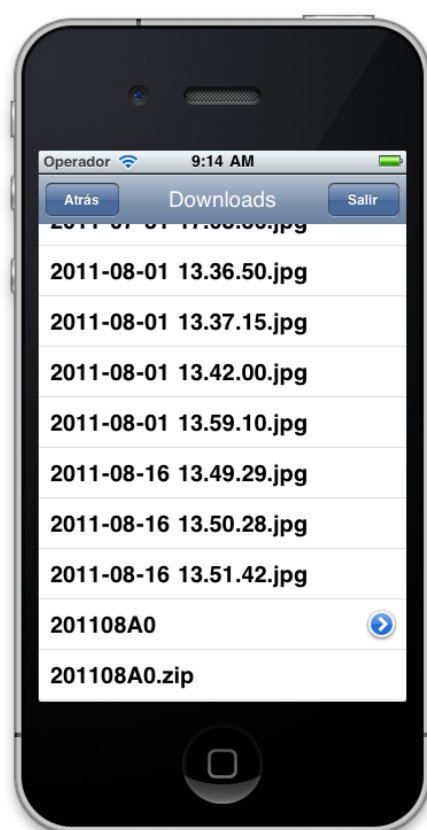 Operador 9:14 AM
Atrás Downloads Salir
2011-08-01 13.36.50.jpg
2011-08-01 13.37.15.jpg
2011-08-01 13.42.00.jpg
2011-08-01 13.59.10.jpg
2011-08-16 13.49.29.jpg
2011-08-16 13.50.28.jpg
2011-08-16 13.51.42.jpg
201108A0
201108A0.zip